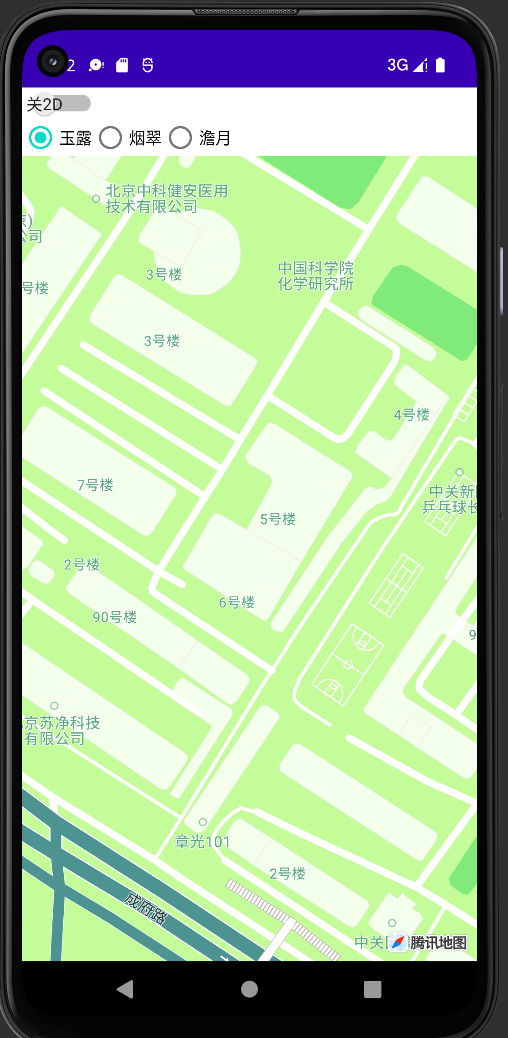 2
3G
关2D
玉露 烟翠 澹月
北京中科健安医用
技术有限公司
公司
号楼
3号楼
中国科学院
化学研究所
3号楼
4号楼
7号楼
中关新
乒乓球长
5号楼
2号楼
6号楼
90号楼
9
京苏净科技
有限公司
章光101
2号楼
成府路
中关
腾讯地图